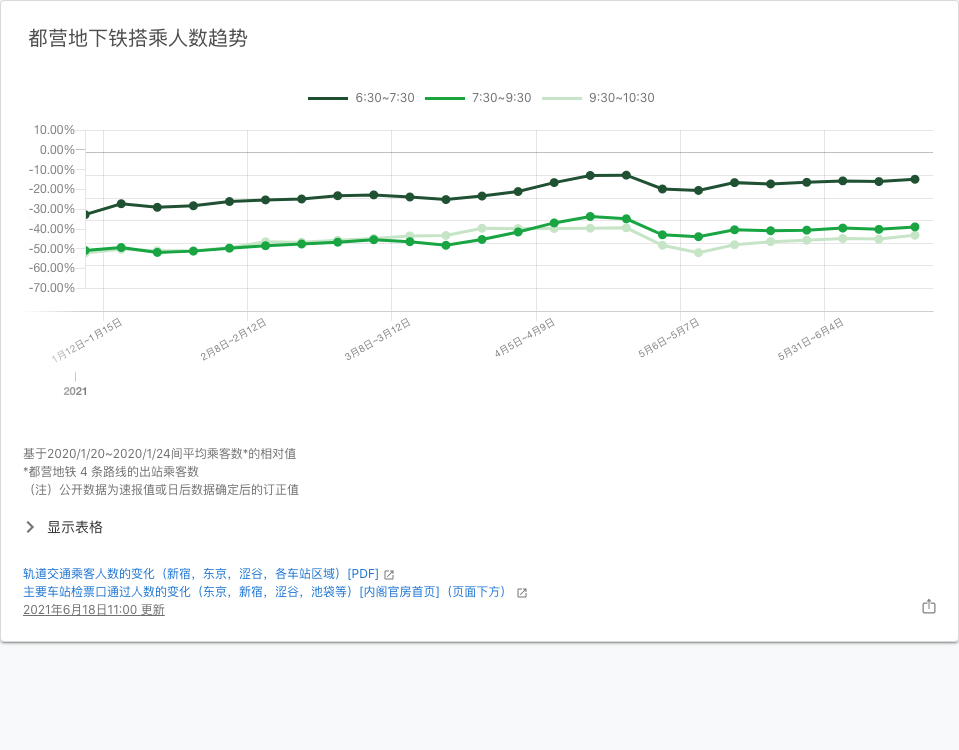 都营地下铁搭乘人数趋势
6:30~7:30 7:30~9:30 9:30~10:30
10.00%
0.00%
-10.00%
-20.00%
-30.00%
-40.00%
-50.00%
-60.00%
-70.00%
1月12日~1月15日 2月8日~2月12日 3月8日~3月12日 4月5日~4月9日 5月6日~5月7日 5月31日~6月4日
2021
基于2020/1/20~2020/1/24间平均乘客数*的相对值
*都营地铁 4 条路线的出站乘客数
（注）公开数据为速报值或日后数据确定后的订正值
显示表格
轨道交通乘客人数的变化（新宿，东京，涩谷，各车站区域）[PDF]
主要车站检票口通过人数的变化（东京，新宿，涩谷，池袋等）[内阁官房首页]（页面下方）
2021年6月18日11:00 更新